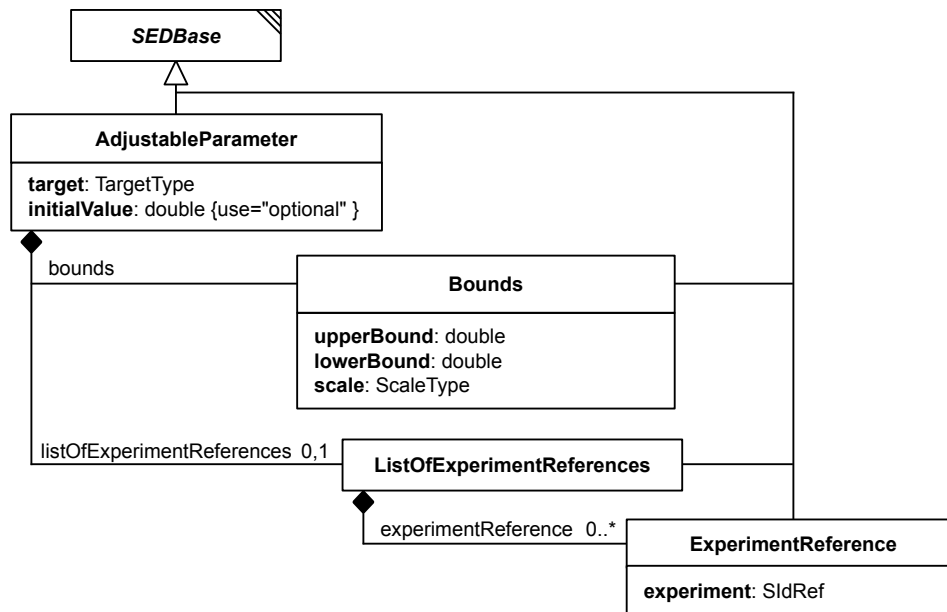 SEDBase
AdjustableParameter
target: TargetType
initialValue: double {use="optional" }
bounds
Bounds
upperBound: double
lowerBound: double
scale: ScaleType
listOfExperimentReferences 0,1
ListOfExperimentReferences
experimentReference 0..*
ExperimentReference
experiment: SIdRef